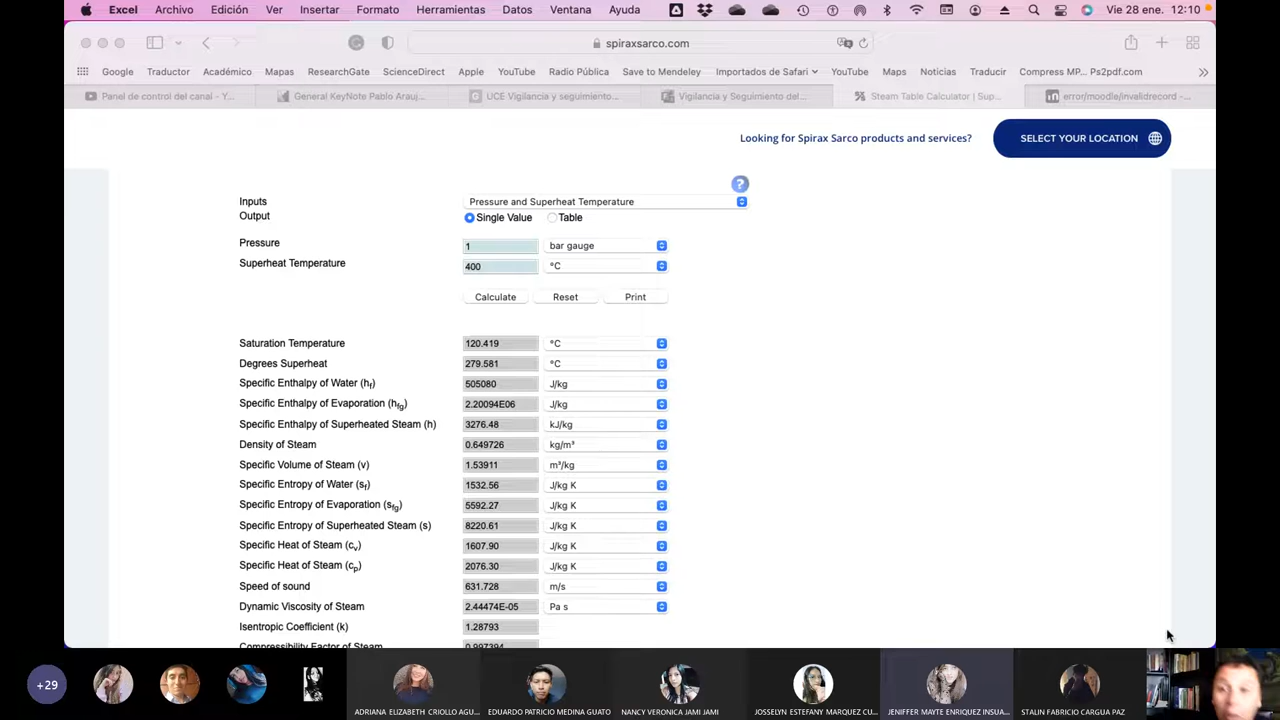 Excel Archivo Edición Ver Insertar Formato Herramientas Datos Ventana Ayuda Vie 28 ene. 12:10
spiraxsarco.com
Google Traductor Académico Mapas ResearchGate ScienceDirect Apple YouTube Radio Pública Save to Mendeley Importados de Safari YouTube Maps Noticias Traducir Compress MP... Ps2pdf.com
Panel de control del canal - Y... General KeyNote Pablo Arauj... UCE Vigilancia y seguimiento... Vigilancia y Seguimiento del... Steam Table Calculator | Sup... error/moodle/invalidrecord -...
Looking for Spirax Sarco products and services? SELECT YOUR LOCATION
?
Inputs Pressure and Superheat Temperature
Output Single Value Table
Pressure 1 bar gauge
Superheat Temperature 400 °C
Calculate Reset Print
Saturation Temperature 120.419 °C
Degrees Superheat 279.581 °C
Specific Enthalpy of Water (hf) 505080 J/kg
Specific Enthalpy of Evaporation (hfg) 2.20094E06 J/kg
Specific Enthalpy of Superheated Steam (h) 3276.48 kJ/kg
Density of Steam 0.649726 kg/m³
Specific Volume of Steam (v) 1.53911 m³/kg
Specific Entropy of Water (sf) 1532.56 J/kg K
Specific Entropy of Evaporation (sfg) 5592.27 J/kg K
Specific Entropy of Superheated Steam (s) 8220.61 J/kg K
Specific Heat of Steam (cv) 1607.90 J/kg K
Specific Heat of Steam (cp) 2076.30 J/kg K
Speed of sound 631.728 m/s
Dynamic Viscosity of Steam 2.44474E-05 Pa s
Isentropic Coefficient (k) 1.28793
Compressibility Factor of Steam 0.997394
+29
ADRIANA ELIZABETH CRIOLLO AGU... EDUARDO PATRICIO MEDINA GUATO NANCY VERONICA JAMI JAMI JOSSELYN ESTEFANY MARQUEZ CU... JENIFFER MAYTE ENRIQUEZ INSUA... STALIN FABRICIO CARGUA PAZ